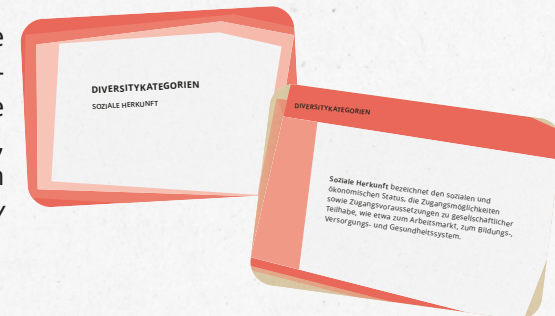 DIVERSITYKATEGORIEN
SOZIALE HERKUNFT
DIVERSITYKATEGORIEN
Soziale Herkunft bezeichnet den sozialen und
ökonomischen Status, die Zugangsmöglichkeiten
sowie Zugangsvoraussetzungen zu gesellschaftlicher
Teilhabe, wie etwa zum Arbeitsmarkt, zum Bildungs-,
Versorgungs- und Gesundheitssystem.